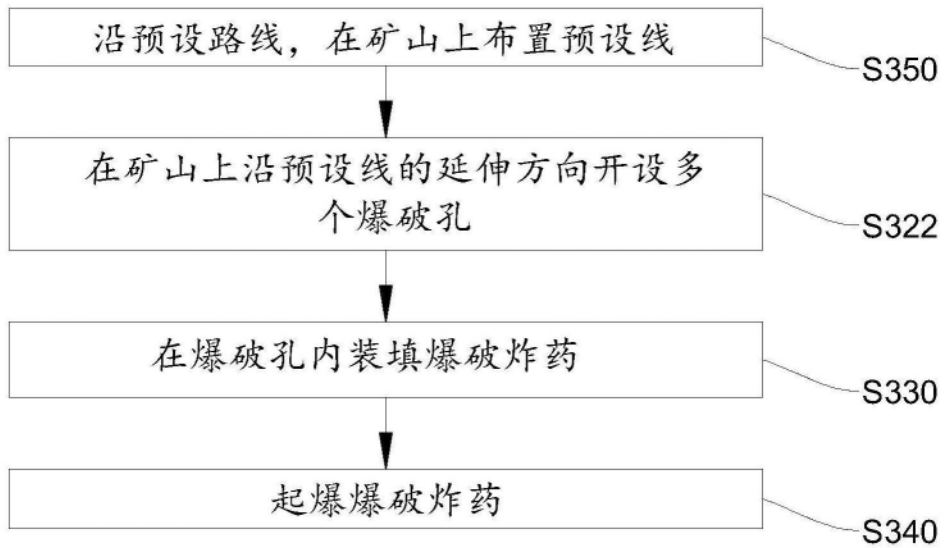 沿预设路线，在矿山上布置预设线
S350
在矿山上沿预设线的延伸方向开设多
个爆破孔
S322
在爆破孔内装填爆破炸药
S330
起爆爆破炸药
S340